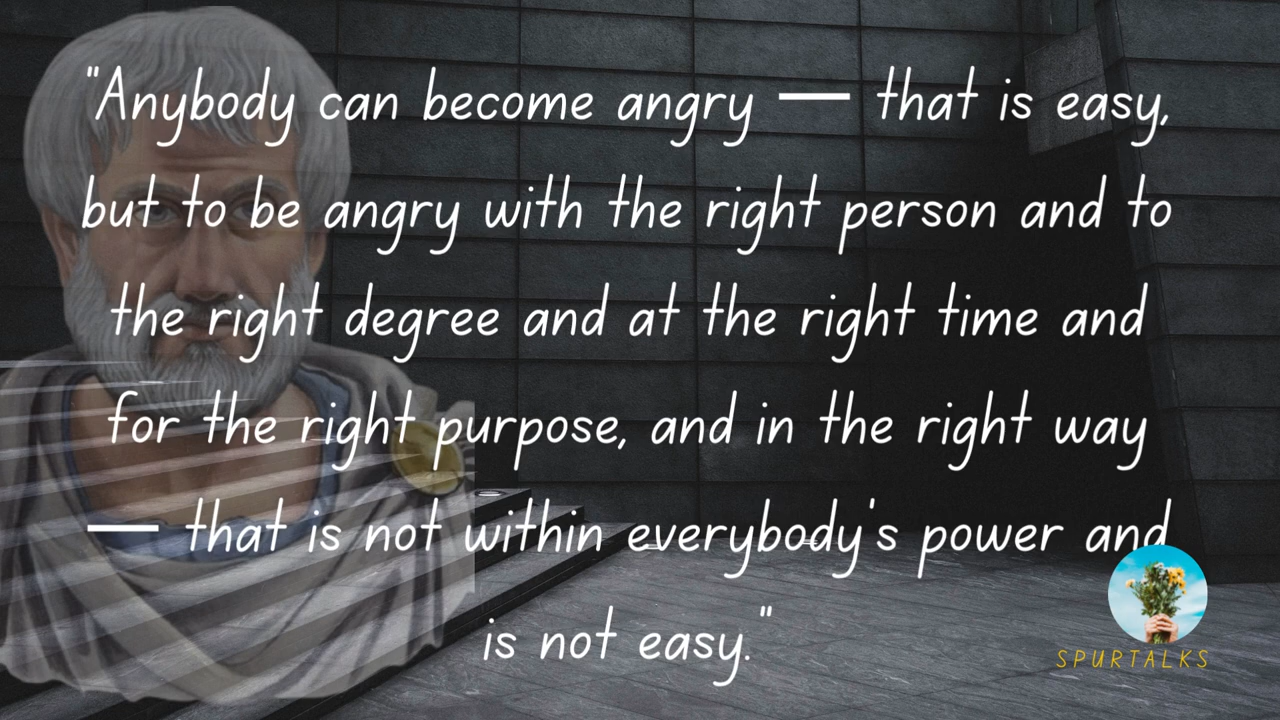 "Anybody can become angry — that is easy,
but to be angry with the right person and to
the right degree and at the right time and
for the right purpose, and in the right way
— that is not within everybody's power and
is not easy."
SPURTALKS